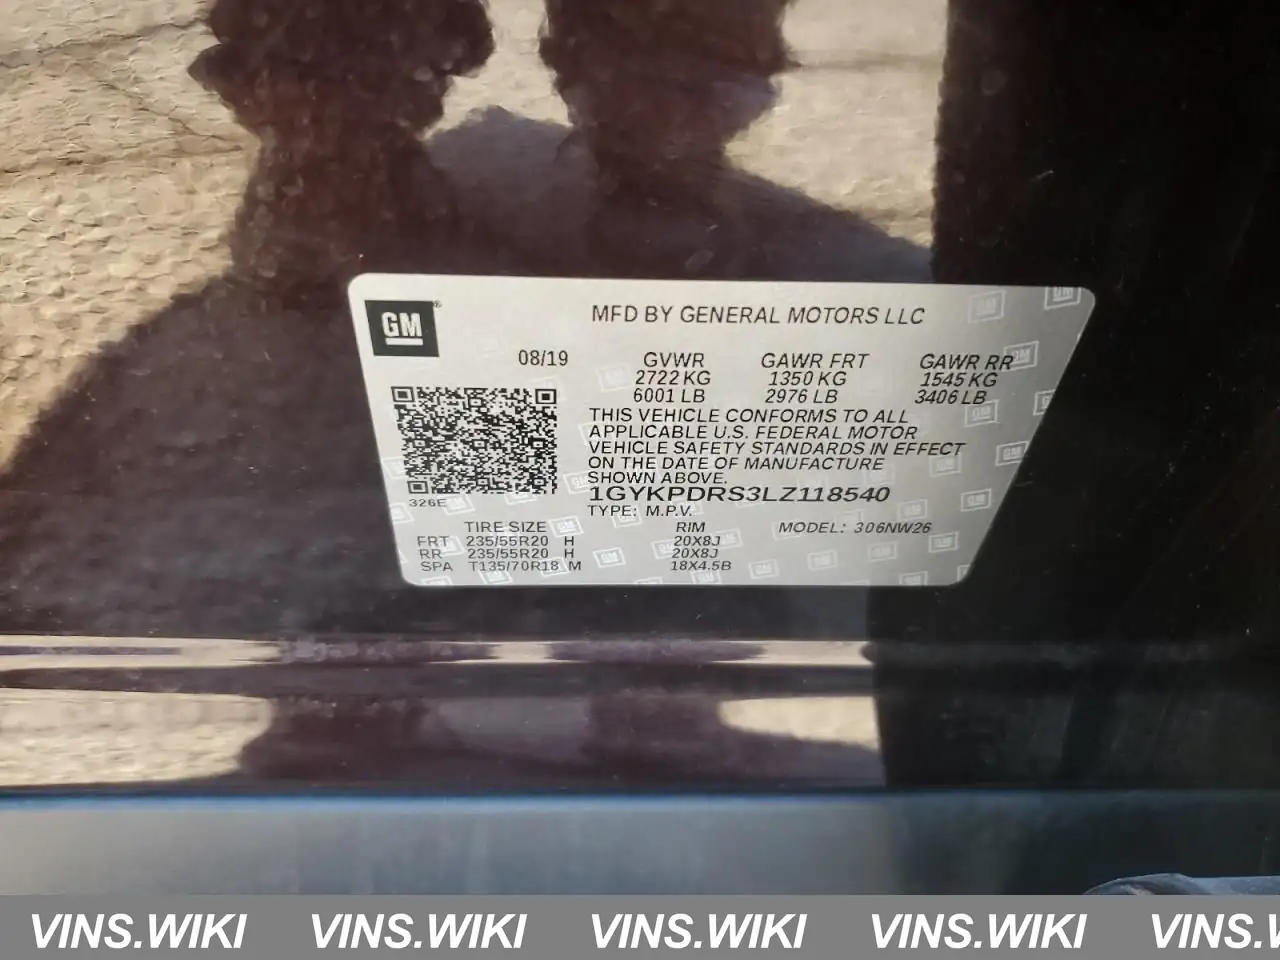 GM®
MFD BY GENERAL MOTORS LLC
08/19 GVWR GAWR FRT GAWR RR
2722 KG 1350 KG 1545 KG
6001 LB 2976 LB 3406 LB
THIS VEHICLE CONFORMS TO ALL
APPLICABLE U.S. FEDERAL MOTOR
VEHICLE SAFETY STANDARDS IN EFFECT
ON THE DATE OF MANUFACTURE
SHOWN ABOVE.
1GYKPDRS3LZ118540
326E
TYPE: M.P.V.
TIRE SIZE RIM MODEL: 306NW26
FRT 235/55R20 H 20X8J
RR 235/55R20 H 20X8J
SPA T135/70R18 M 18X4.5B
VINS.WIKI VINS.WIKI VINS.WIKI VINS.WIKI VINS.W